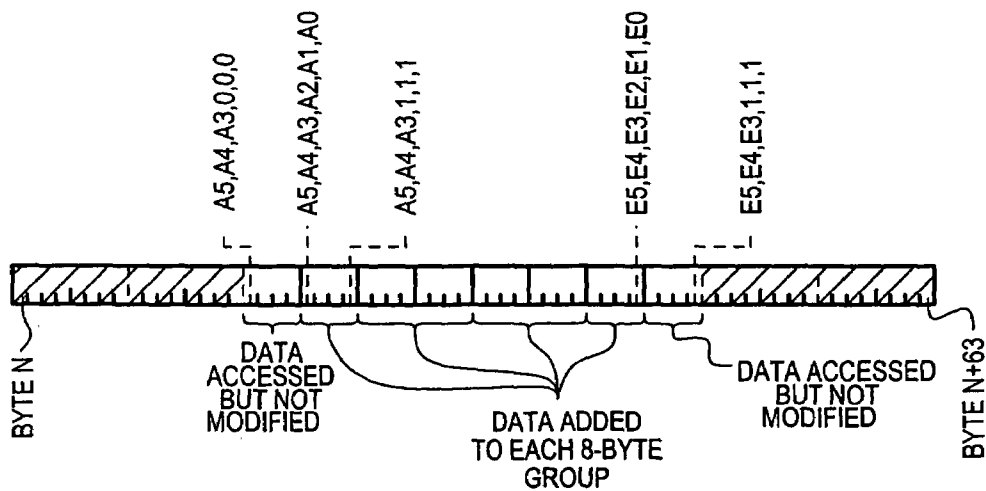 A5,A4,A3,0,0,0
A5,A4,A3,A2,A1,A0
A5,A4,A3,1,1,1
E5,E4,E3,E2,E1,E0
E5,E4,E3,1,1,1
BYTE N
DATA
ACCESSED
BUT NOT
MODIFIED
DATA ADDED
TO EACH 8-BYTE
GROUP
DATA ACCESSED
BUT NOT
MODIFIED
BYTE N+63